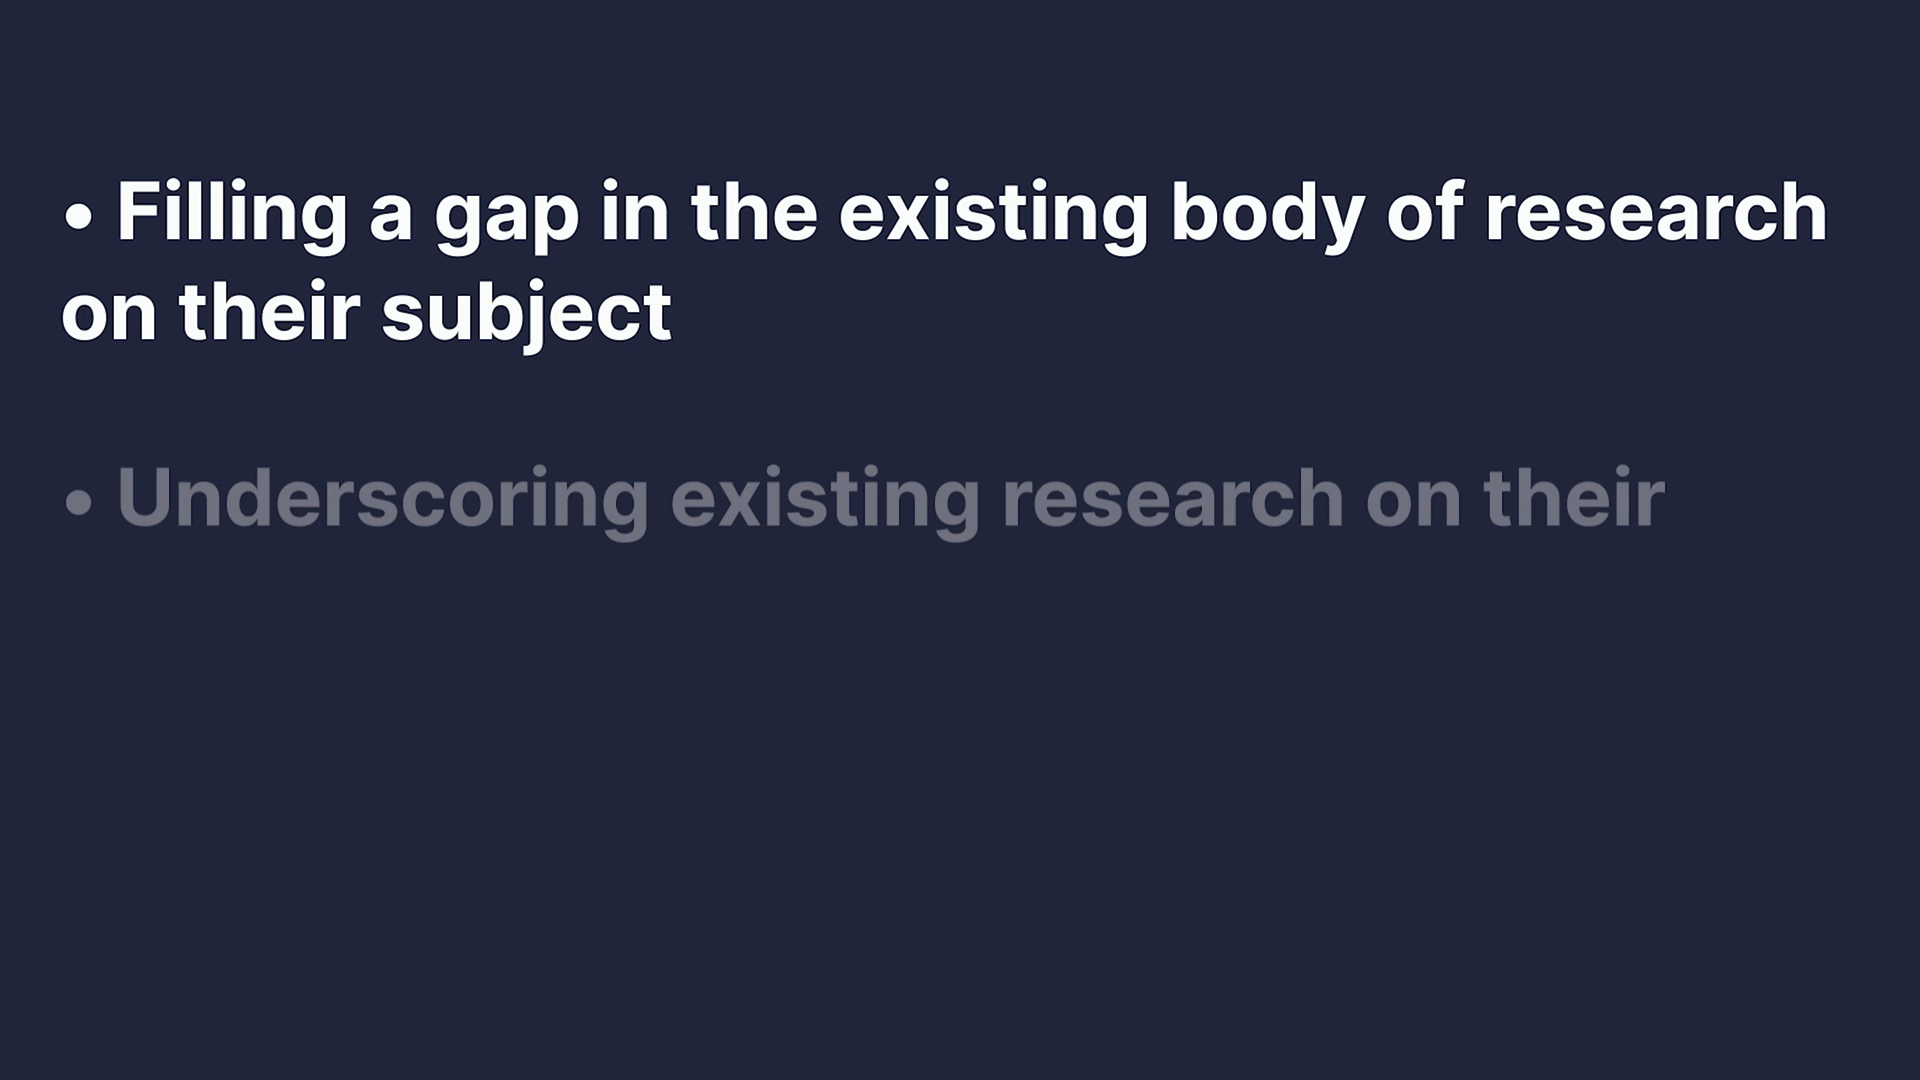 • Filling a gap in the existing body of research
on their subject
• Underscoring existing research on their